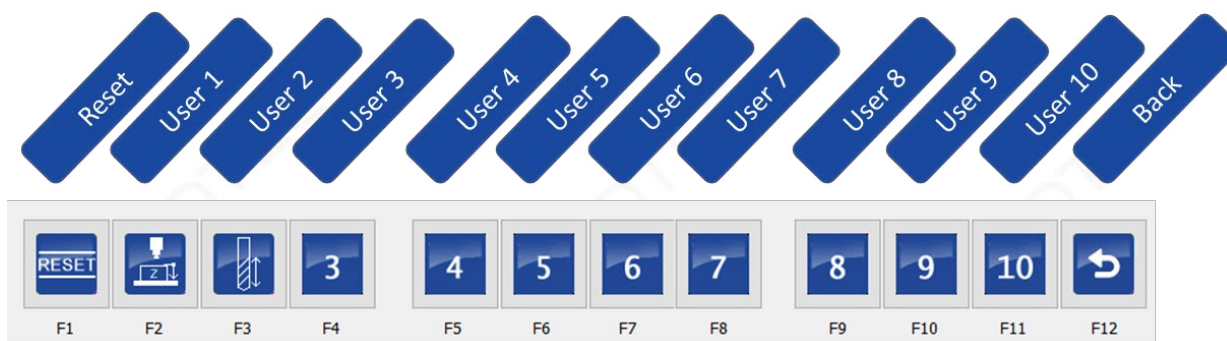 Reset
User 1
User 2
User 3
User 4
User 5
User 6
User 7
User 8
User 9
User 10
Back
RESET
Z
3
4
5
6
7
8
9
10
F1 F2 F3 F4 F5 F6 F7 F8 F9 F10 F11 F12